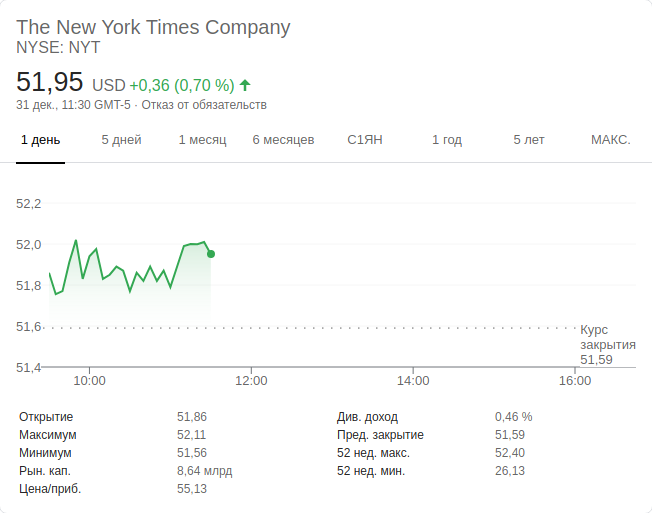 The New York Times Company
NYSE: NYT
51,95 USD +0,36 (0,70 %)
31 дек., 11:30 GMT-5 · Отказ от обязательств
1 день 5 дней 1 месяц 6 месяцев С1ЯН 1 год 5 лет МАКС.
52,2
52,0
51,8
51,6
Курс
закрытия
51,59
51,4
10:00 12:00 14:00 16:00
Открытие 51,86 Див. доход 0,46 %
Максимум 52,11 Пред. закрытие 51,59
Минимум 51,56 52 нед. макс. 52,40
Рын. кап. 8,64 млрд 52 нед. мин. 26,13
Цена/приб. 55,13